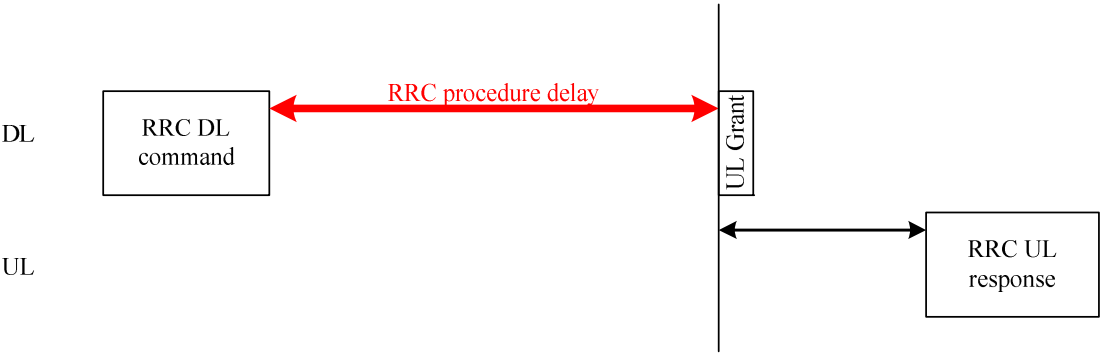 RRC procedure delay
DL
RRC DL
command
UL Grant
UL
RRC UL
response